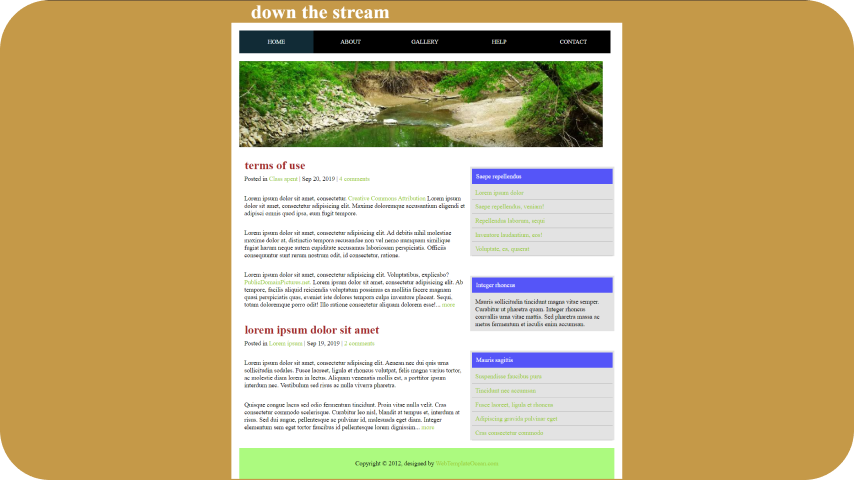 down the stream
HOME ABOUT GALLERY HELP CONTACT
terms of use
Posted in Class spent | Sep 20, 2019 | 4 comments
Lorem ipsum dolor sit amet, consectetur Creative Commons Attribution Lorem ipsum
dolor sit amet, consectetur adipisicing elit. Maxime doloremque accusantium eligendi et
adipisci omnis quod ipsa, eum fugit tempore.
Lorem ipsum dolor sit amet, consectetur adipisicing elit. Ad debitis nihil molestiae
maxime dolor ut, distinctio tempora recusandae non vel nemo numquam similique
fugiat harum neque autem cupiditate accusamus laboriosam perspiciatis. Officiis
consequuntur sunt rerum nostrum odit, id consectetur, ratione.
Lorem ipsum dolor sit amet, consectetur adipisicing elit. Voluptatibus, explicabo?
PublicDomainPictures.net. Lorem ipsum dolor sit amet, consectetur adipisicing elit. Ab
tempore, facilis aliquid reiciendis voluptatum possimus ex mollitia facere magnam
quasi perspiciatis quas, eveniet iste dolores tempora culpa inventore placeat. Sequi,
totam doloremque porro odit! Illo ratione consectetur aliquam dolorem esse!... more
lorem ipsum dolor sit amet
Posted in Lorem ipsum | Sep 19, 2019 | 2 comments
Lorem ipsum dolor sit amet, consectetur adipiscing elit. Aenean nec dui quis urna
sollicitudin sodales. Fusce laoreet, ligula et rhoncus volutpat, felis magna varius tortor,
ac molestie diam lorem in lectus. Aliquam venenatis mollis est, a porttitor ipsum
interdum nec. Vestibulum sed risus ac nulla viverra pharetra.
Quisque congue lacus sed odio fermentum tincidunt. Proin vitae nulla velit. Cras
consectetur commodo scelerisque. Curabitur leo nisl, blandit at tempus et, interdum at
risus. Sed dui augue, pellentesque ac pulvinar id, malesuada eget diam. Integer
elementum sem eget tortor faucibus id pellentesque lorem dignissim... more
Saepe repellendus
Lorem ipsum dolor
Saepe repellendus, veniam!
Repellendus laborum, sequi
Inventore laudantium, sint!
Voluptate, ea, quaerat
Integer rhoncus
Mauris sollicitudin tincidunt magna vitae semper.
Curabitur ut pharetra quam. Integer rhoncus
convallis urna vitae mattis. Sed pharetra massa ac
metus fermentum et iaculis enim accumsan.
Mauris sagittis
Suspendisse faucibus justo
Tincidunt nec accumsan
Fusce laoreet, ligula et rhoncus
Adipiscing gravida pulvinar eget
Cras consectetur commodo
Copyright © 2012, designed by